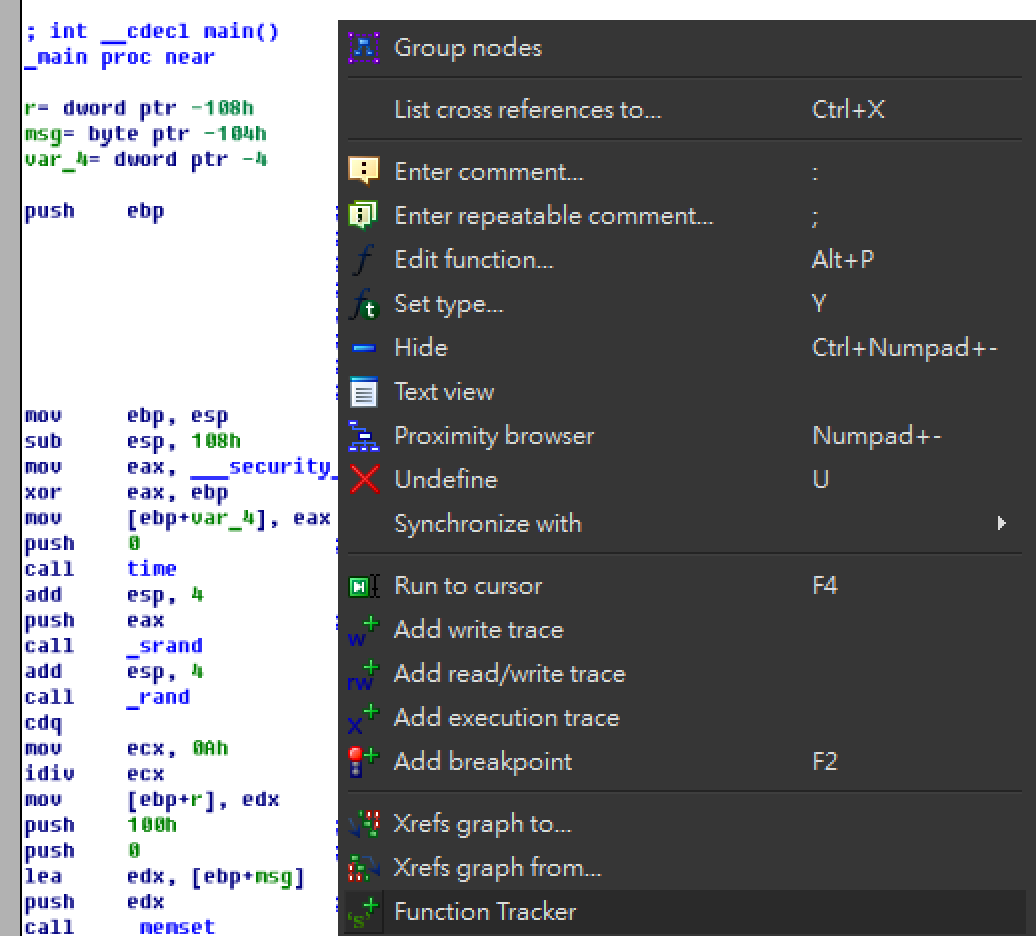 ; int __cdecl main()
_main proc near
r= dword ptr -108h
msg= byte ptr -104h
var_4= dword ptr -4
push ebp
mov ebp, esp
sub esp, 108h
mov eax, ___security_
xor eax, ebp
mov [ebp+var_4], eax
push 0
call time
add esp, 4
push eax
call _srand
add esp, 4
call _rand
cdq
mov ecx, 0Ah
idiv ecx
mov [ebp+r], edx
push 100h
push 0
lea edx, [ebp+msg]
push edx
call _memset
Group nodes
List cross references to... Ctrl+X
Enter comment... :
Enter repeatable comment... ;
Edit function... Alt+P
Set type... Y
Hide Ctrl+Numpad+-
Text view
Proximity browser Numpad+-
Undefine U
Synchronize with
Run to cursor F4
Add write trace
Add read/write trace
Add execution trace
Add breakpoint F2
Xrefs graph to...
Xrefs graph from...
Function Tracker